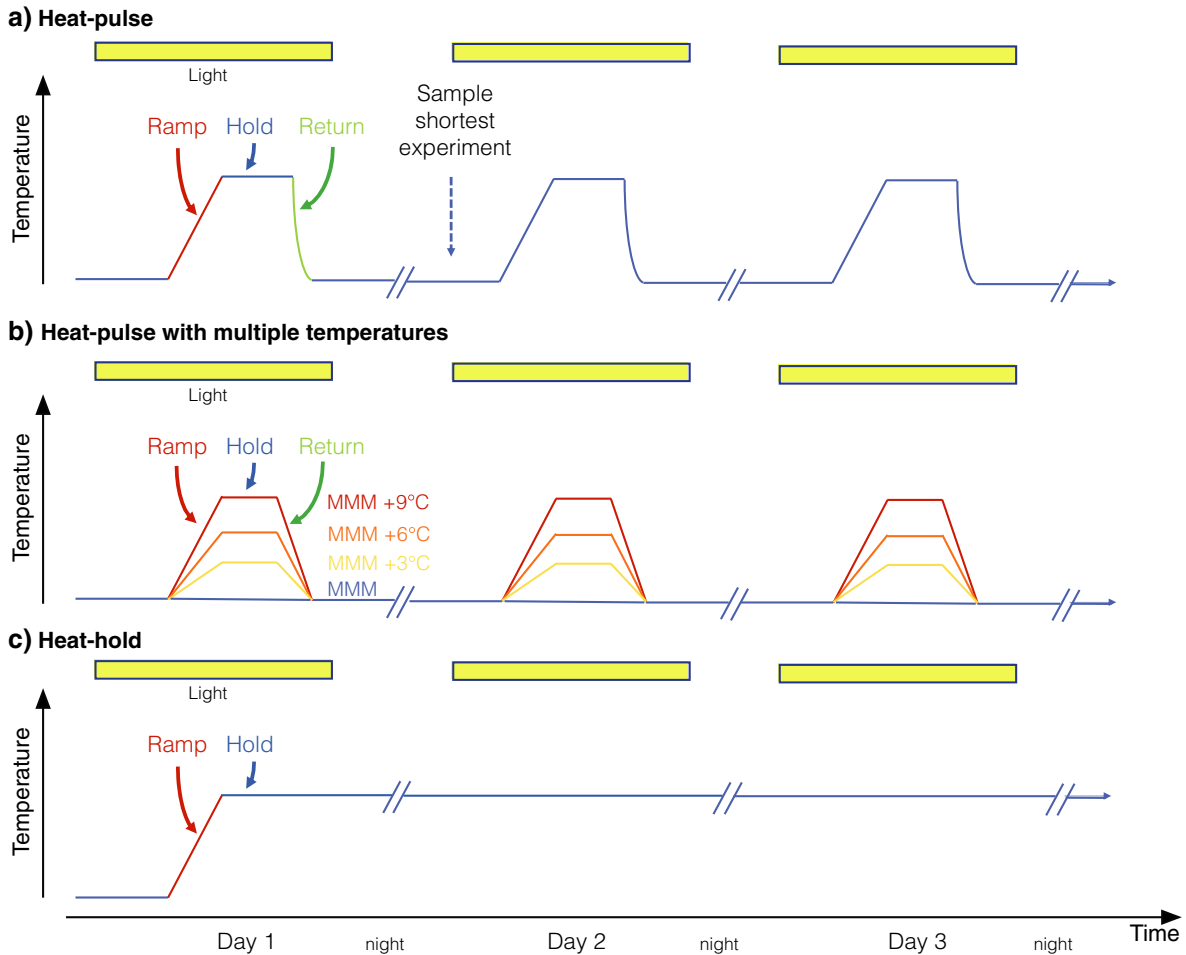 a) Heat-pulse
Light
Sample
shortest
experiment
Ramp
Hold
Return
Temperature
b) Heat-pulse with multiple temperatures
Light
Ramp
Hold
Return
MMM +9°C
MMM +6°C
MMM +3°C
MMM
Temperature
c) Heat-hold
Light
Ramp
Hold
Temperature
Time
Day 1
night
Day 2
night
Day 3
night